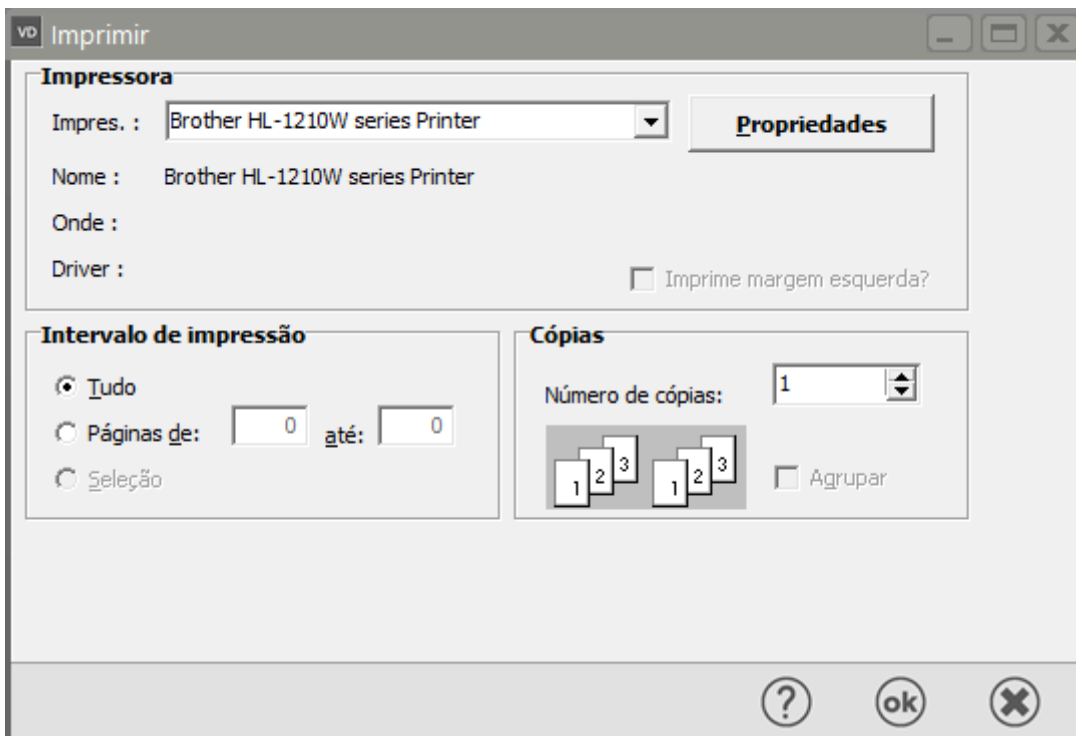 VD Imprimir
Impressora
Impres. : Brother HL-1210W series Printer Propriedades
Nome : Brother HL-1210W series Printer
Onde :
Driver :
Imprime margem esquerda?
Intervalo de impressão
Tudo
Páginas de: 0 até: 0
Seleção
Cópias
Número de cópias: 1
1 2 3 1 2 3
Agrupar
? ok